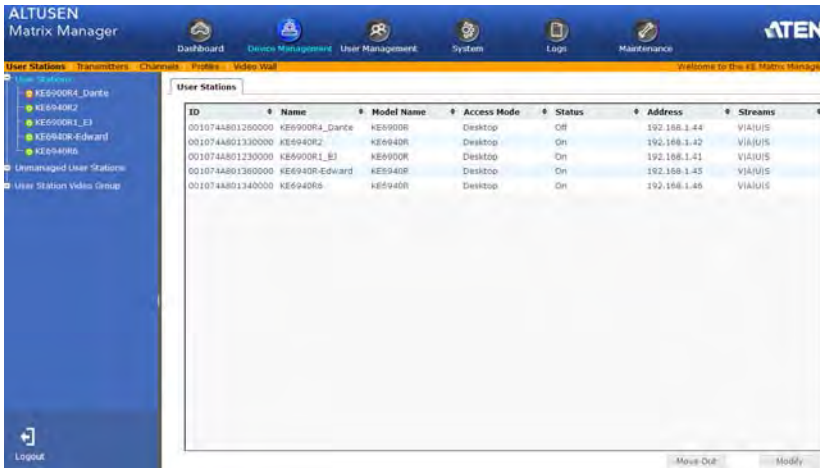 ALTUSEN
Matrix Manager
Dashboard Device Management User Management System Logs Maintenance
ATEN
User Stations Transmitters Channels Profiles Video Wall Welcome to the KE Matrix Manage
User Stations
KE6900R4_Dante
KE6940R2
KE6900R1_EJ
KE6940R-Edward
KE6940R6
Unmanaged User Stations
User Station Video Group
Logout
User Stations
ID Name Model Name Access Mode Status Address Streams
001074A801260000 KE6900R4_Dante KE6900R Desktop Off 192.168.1.44 V|A|U|S
001074A801330000 KE6940R2 KE6940R Desktop On 192.168.1.42 V|A|U|S
001074A801230000 KE6900R1_EJ KE6900R Desktop On 192.168.1.41 V|A|U|S
001074A801360000 KE6940R-Edward KE6940R Desktop On 192.168.1.45 V|A|U|S
001074A801340000 KE6940R6 KE6940R Desktop On 192.168.1.46 V|A|U|S
Move Out Modify